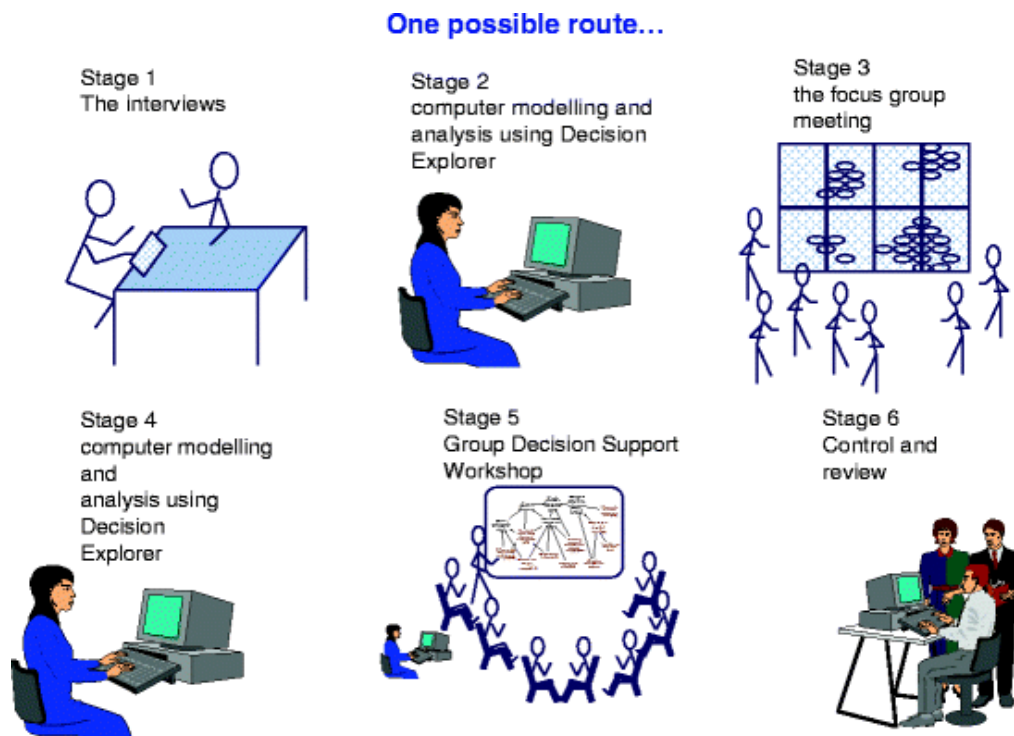 One possible route...
Stage 1
The interviews
Stage 2
computer modelling and
analysis using Decision
Explorer
Stage 3
the focus group
meeting
Stage 4
computer modelling
and
analysis using
Decision
Explorer
Stage 5
Group Decision Support
Workshop
Stage 6
Control and
review